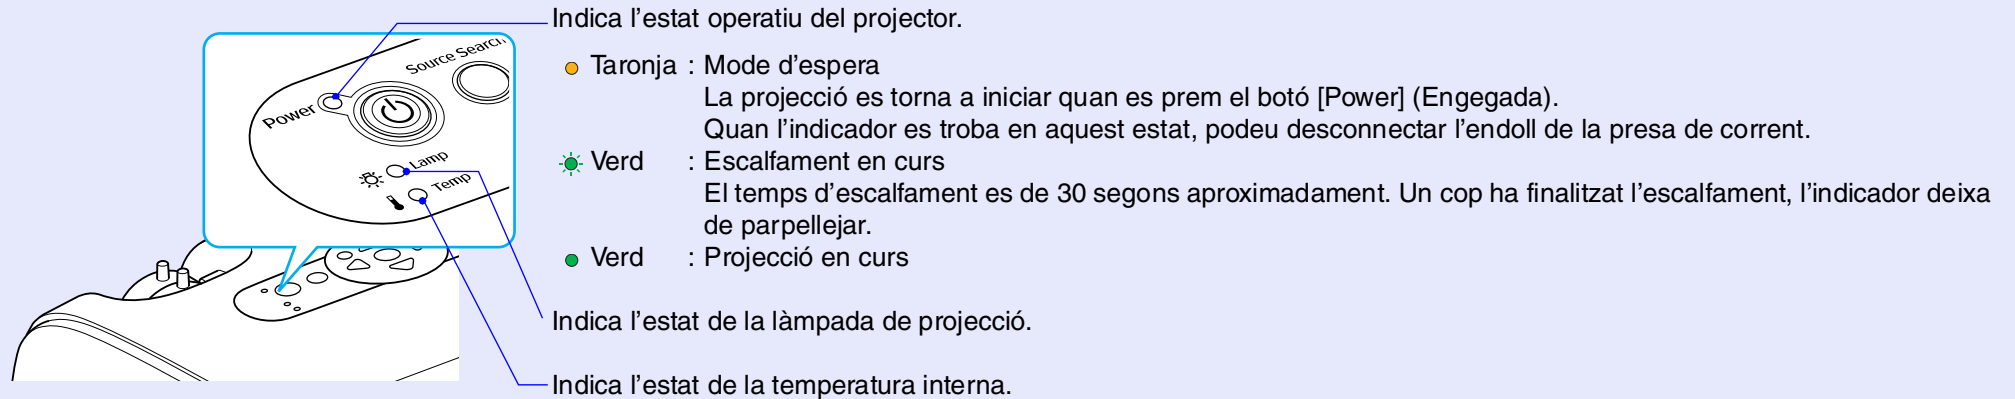 Indica l’estat operatiu del projector.
Taronja : Mode d’espera
La projecció es torna a iniciar quan es prem el botó [Power] (Engegada).
Quan l’indicador es troba en aquest estat, podeu desconnectar l’endoll de la presa de corrent.
Verd : Escalfament en curs
El temps d’escalfament es de 30 segons aproximadament. Un cop ha finalitzat l’escalfament, l’indicador deixa
de parpellejar.
Verd : Projecció en curs
Indica l’estat de la làmpada de projecció.
Indica l’estat de la temperatura interna.
Source Search
Power
Lamp
Temp